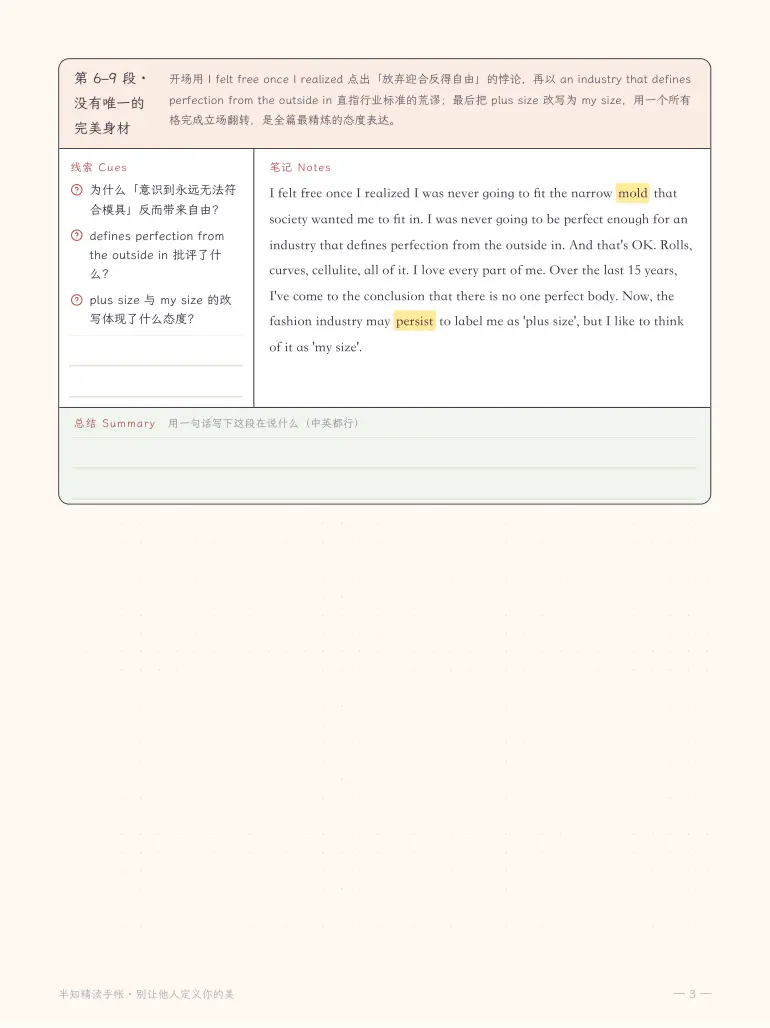 第 6–9 段·
没有唯一的
完美身材
开场用 I felt free once I realized 点出「放弃迎合反得自由」的悖论，再以 an industry that defines
perfection from the outside in 直指行业标准的荒谬；最后把 plus size 改写为 my size，用一个所有
格完成立场翻转，是全篇最精炼的态度表达。
线索 Cues
为什么「意识到永远无法符
合模具」反而带来自由？
defines perfection from
the outside in 批评了什
么？
plus size 与 my size 的改
写体现了什么态度？
笔记 Notes
I felt free once I realized I was never going to fit the narrow mold that
society wanted me to fit in. I was never going to be perfect enough for an
industry that defines perfection from the outside in. And that's OK. Rolls,
curves, cellulite, all of it. I love every part of me. Over the last 15 years,
I've come to the conclusion that there is no one perfect body. Now, the
fashion industry may persist to label me as 'plus size', but I like to think
of it as 'my size'.
总结 Summary 用一句话写下这段在说什么（中英都行）
半知精读手帐·别让他人定义你的美
— 3 —